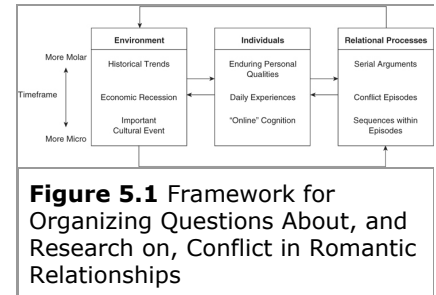 Environment
Individuals
Relational Processes
More Molar
Historical Trends
Enduring Personal
Qualities
Serial Arguments
Timeframe
Economic Recession
Daily Experiences
Conflict Episodes
Important
Cultural Event
"Online" Cognition
Sequences within
Episodes
More Micro
Figure 5.1 Framework for
Organizing Questions About, and
Research on, Conflict in Romantic
Relationships